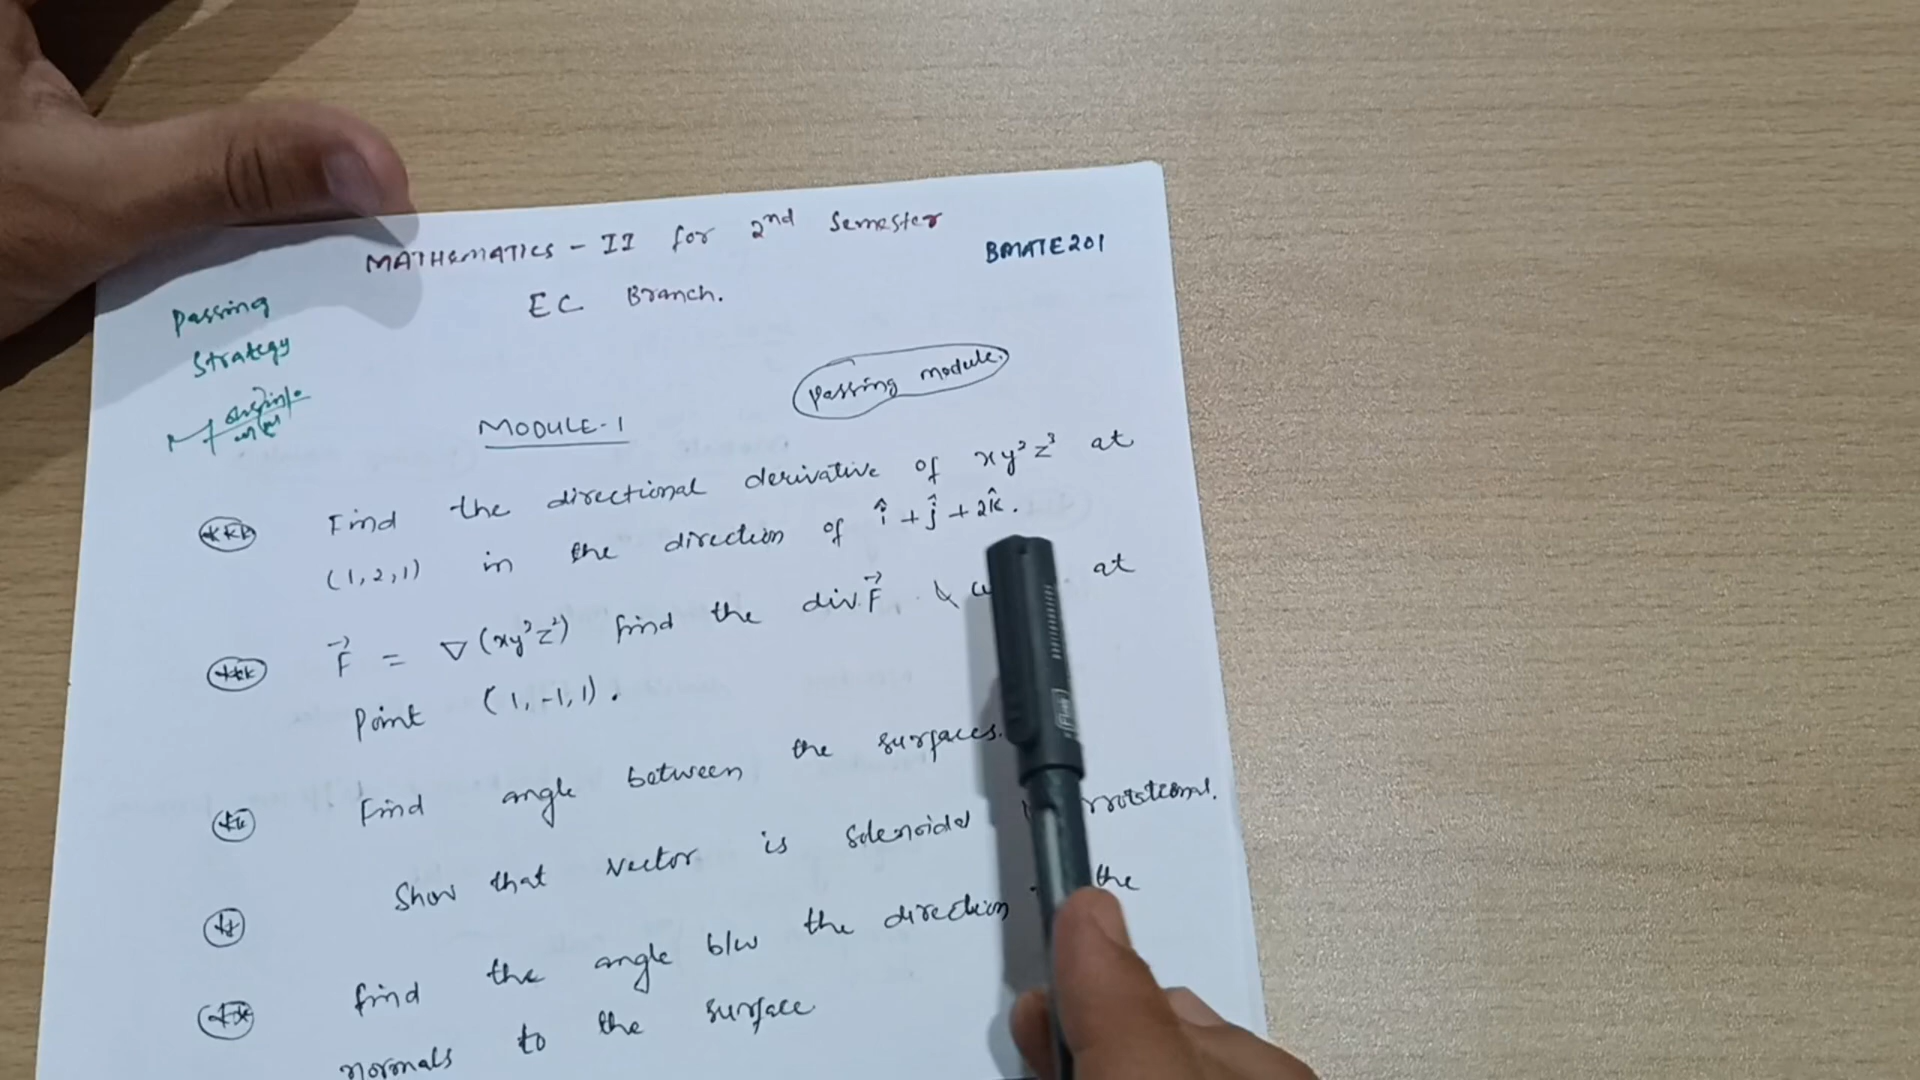 MATHEMATICS - II for 2nd Semester
BMATE201
EC Branch.
Passing
Strategy
passing module.
MODULE-1
*** Find the directional derivative of xy²z³ at
(1,2,1) in the direction of î + ĵ + 2k̂.
*** F⃗ = ∇(xy³z²) find the div.F⃗ & at
point (1,-1,1).
** Find angle between the surfaces.
Show that vector is solenoidal
find the angle b/w the direction the
normals to the surface
Flair